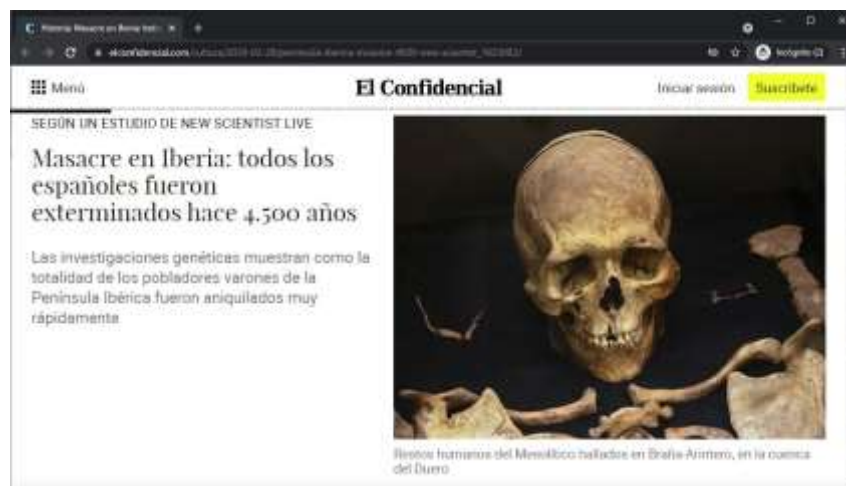 Menú
El Confidencial
Iniciar sesión
Suscríbete
SEGÚN UN ESTUDIO DE NEW SCIENTIST LIVE
Masacre en Iberia: todos los
españoles fueron
exterminados hace 4.500 años
Las investigaciones genéticas muestran como la
totalidad de los pobladores varones de la
Península Ibérica fueron aniquilados muy
rápidamente
Restos humanos del Mesolítico hallados en en la cuenca
del Duero